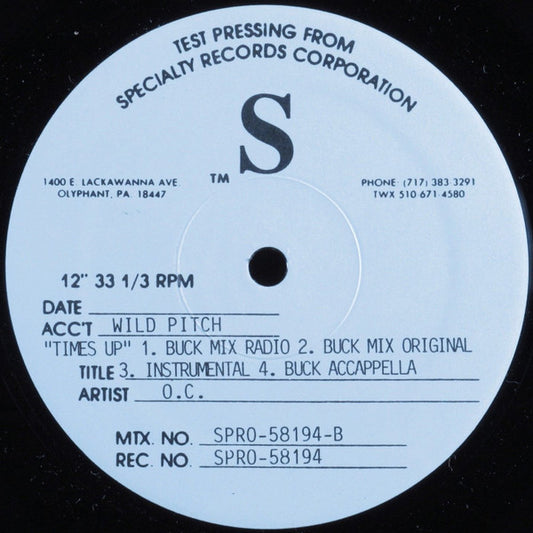 TEST PRESSING FROM
SPECIALTY RECORDS CORPORATION
S
TM
1400 E. LACKAWANNA AVE
OLYPHANT, PA. 18447
PHONE (717) 383 3291
TWX 510 671 4580
12" 33 1/3 RPM
DATE
ACC'T WILD PITCH
"TIMES UP" 1. BUCK MIX RADIO 2. BUCK MIX ORIGINAL
TITLE 3. INSTRUMENTAL 4. BUCK ACCAPPELLA
ARTIST O.C.
MTX. NO. SPRO-58194-B
REC. NO. SPRO-58194